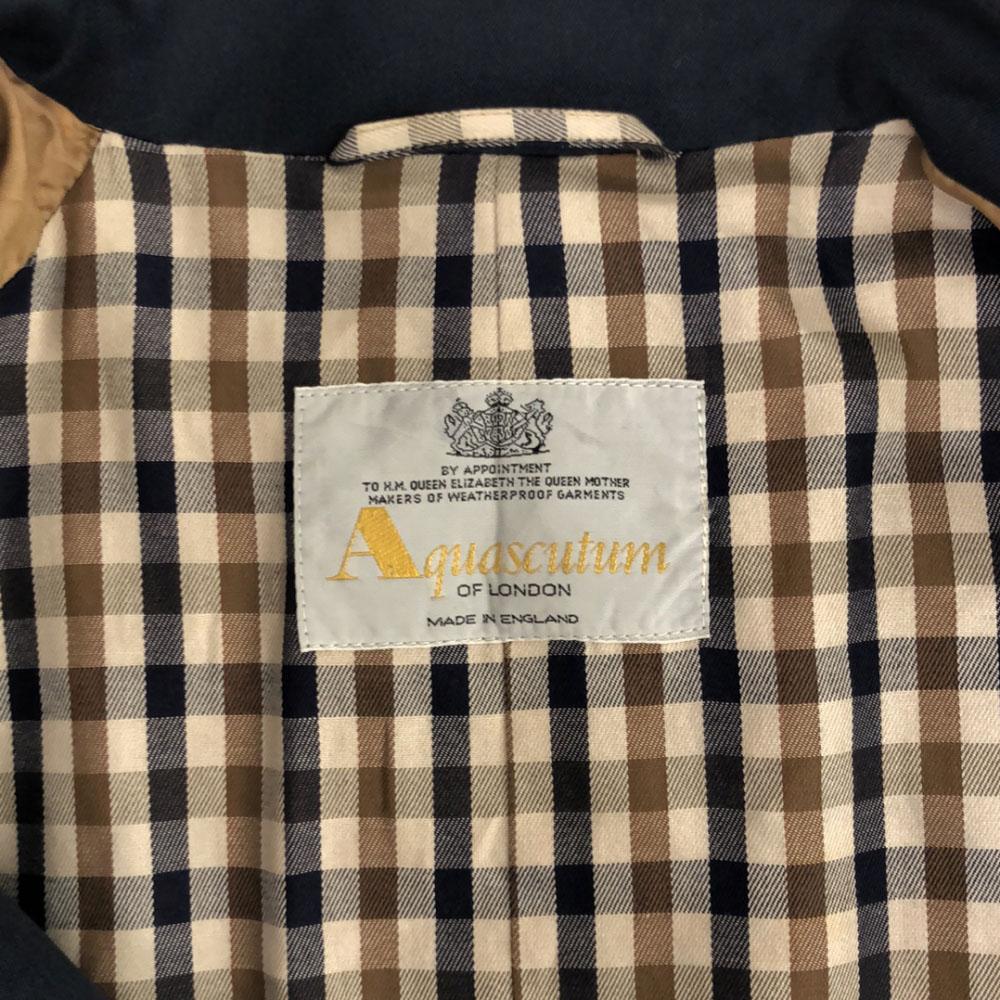 BY APPOINTMENT
TO H.M. QUEEN ELIZABETH THE QUEEN MOTHER
MAKERS OF WEATHERPROOF GARMENTS
Aquascutum
OF LONDON
MADE IN ENGLAND